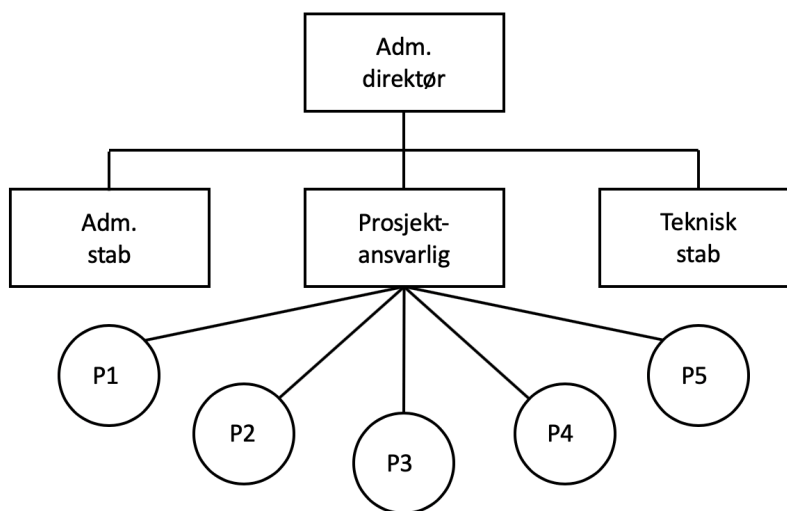 Adm.
direktør
Adm.
stab
Prosjekt-
ansvarlig
Teknisk
stab
P1
P2
P3
P4
P5